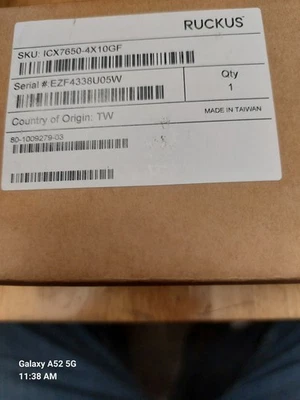 RUCKUS
SKU: ICX7650-4X10GF
Serial #:EZF4338U05W
Qty
1
Country of Origin: TW
MADE IN TAIWAN
80-1009279-03
Galaxy A52 5G
11:38 AM